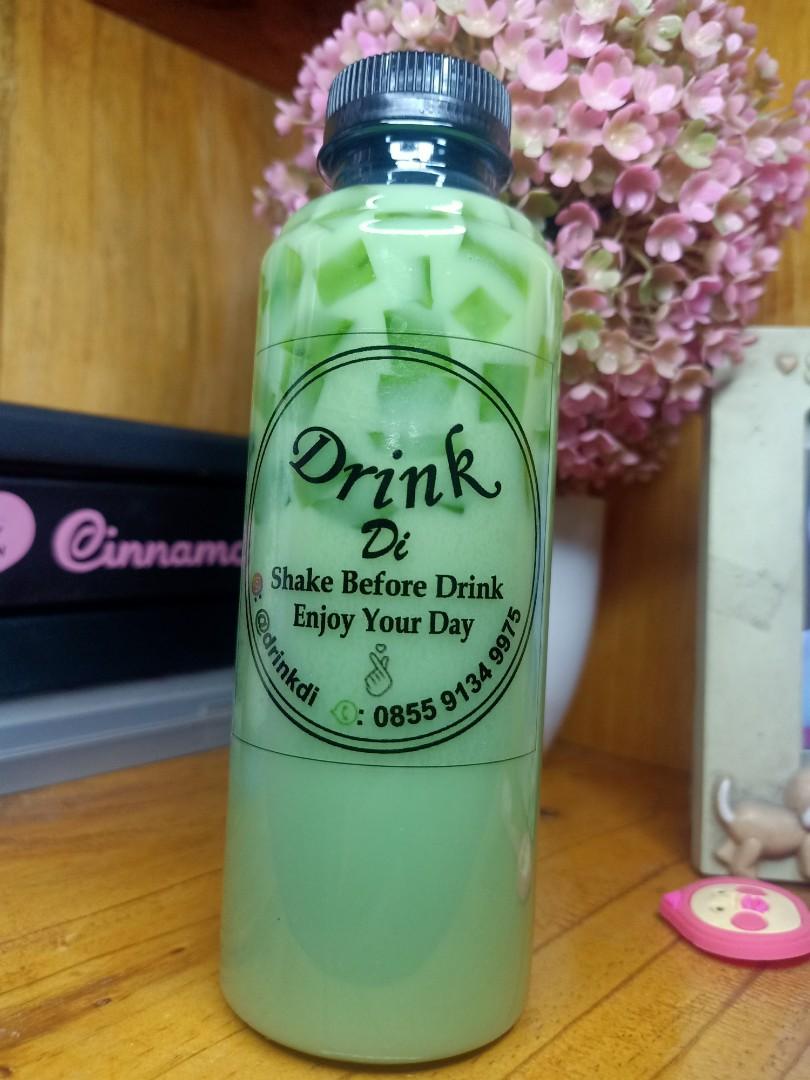 Drink
Di
Shake Before Drink
Enjoy Your Day
@drinkdi
: 0855 9134 9975